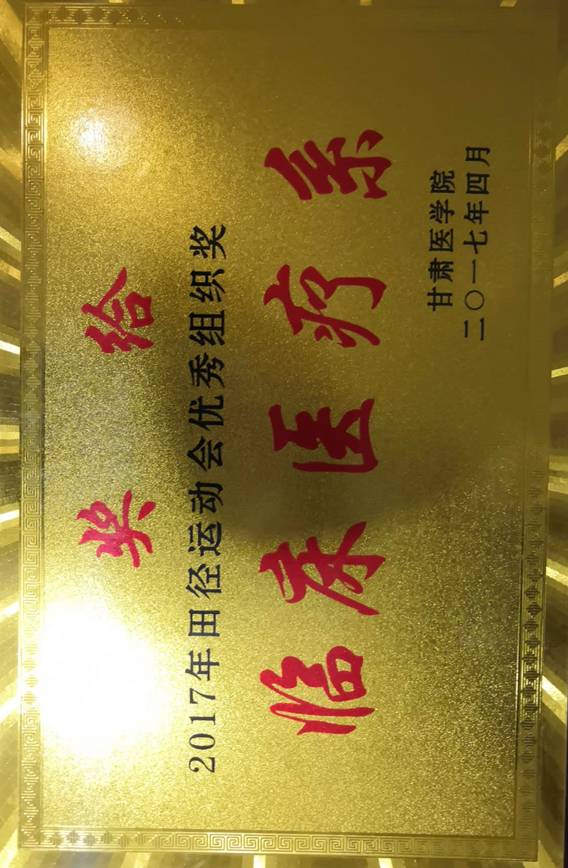 奖给
2017年田径运动会优秀组织奖
临床医疗系
甘肃医学院
二〇一七年四月